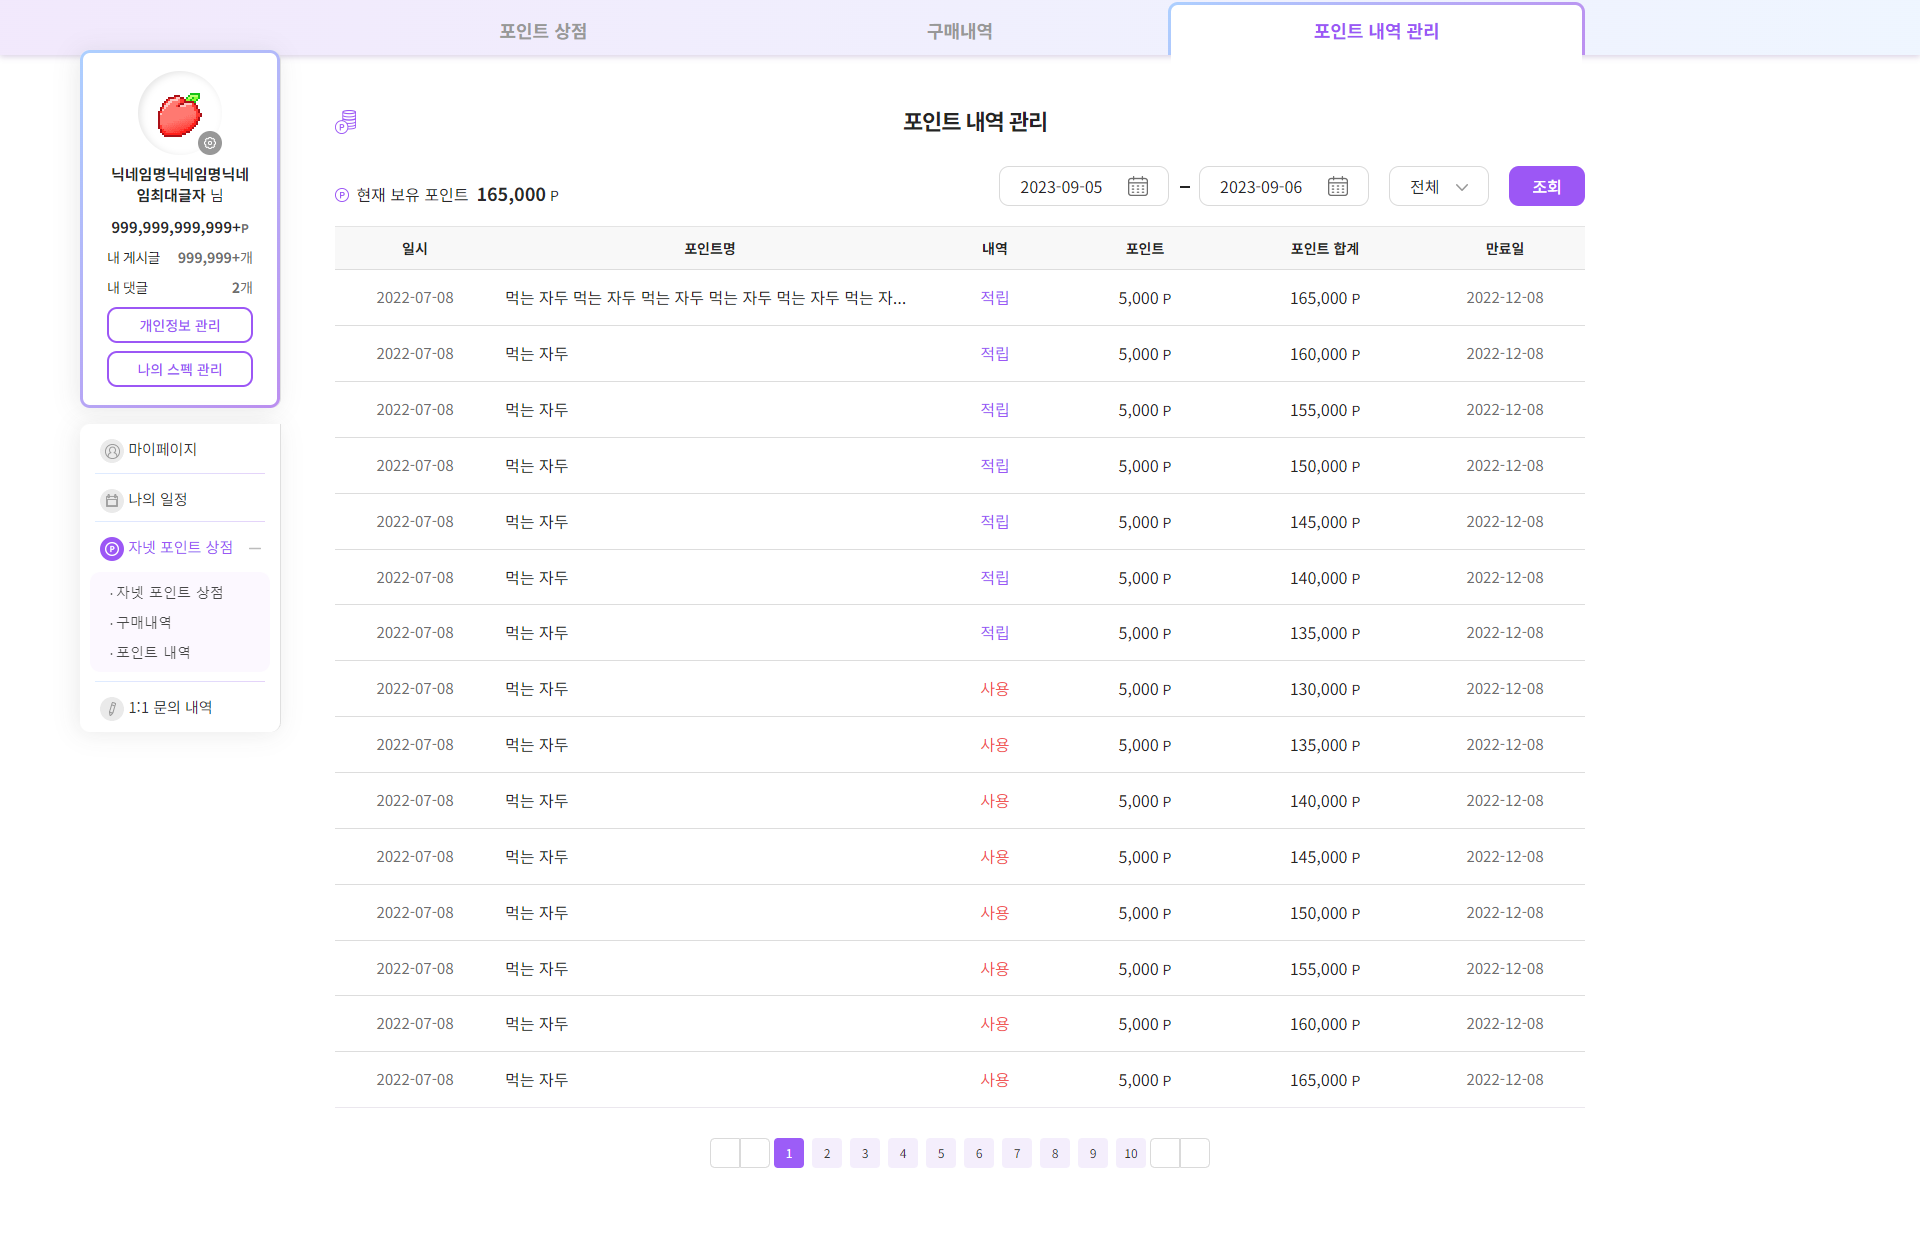 포인트 상점
구매내역
포인트 내역 관리
닉네임명닉네임명닉네
임최대글자 님
999,999,999,999+P
내 게시글 999,999+개
내 댓글 2개
개인정보 관리
나의 스펙 관리
마이페이지
나의 일정
P 자넷 포인트 상점
· 자넷 포인트 상점
· 구매내역
· 포인트 내역
1:1 문의 내역
P
포인트 내역 관리
P 현재 보유 포인트 165,000 P
2023-09-05 – 2023-09-06 전체 조회
일시 포인트명 내역 포인트 포인트 합계 만료일
2022-07-08 먹는 자두 먹는 자두 먹는 자두 먹는 자두 먹는 자두 먹는 자... 적립 5,000 P 165,000 P 2022-12-08
2022-07-08 먹는 자두 적립 5,000 P 160,000 P 2022-12-08
2022-07-08 먹는 자두 적립 5,000 P 155,000 P 2022-12-08
2022-07-08 먹는 자두 적립 5,000 P 150,000 P 2022-12-08
2022-07-08 먹는 자두 적립 5,000 P 145,000 P 2022-12-08
2022-07-08 먹는 자두 적립 5,000 P 140,000 P 2022-12-08
2022-07-08 먹는 자두 적립 5,000 P 135,000 P 2022-12-08
2022-07-08 먹는 자두 사용 5,000 P 130,000 P 2022-12-08
2022-07-08 먹는 자두 사용 5,000 P 135,000 P 2022-12-08
2022-07-08 먹는 자두 사용 5,000 P 140,000 P 2022-12-08
2022-07-08 먹는 자두 사용 5,000 P 145,000 P 2022-12-08
2022-07-08 먹는 자두 사용 5,000 P 150,000 P 2022-12-08
2022-07-08 먹는 자두 사용 5,000 P 155,000 P 2022-12-08
2022-07-08 먹는 자두 사용 5,000 P 160,000 P 2022-12-08
2022-07-08 먹는 자두 사용 5,000 P 165,000 P 2022-12-08
1 2 3 4 5 6 7 8 9 10